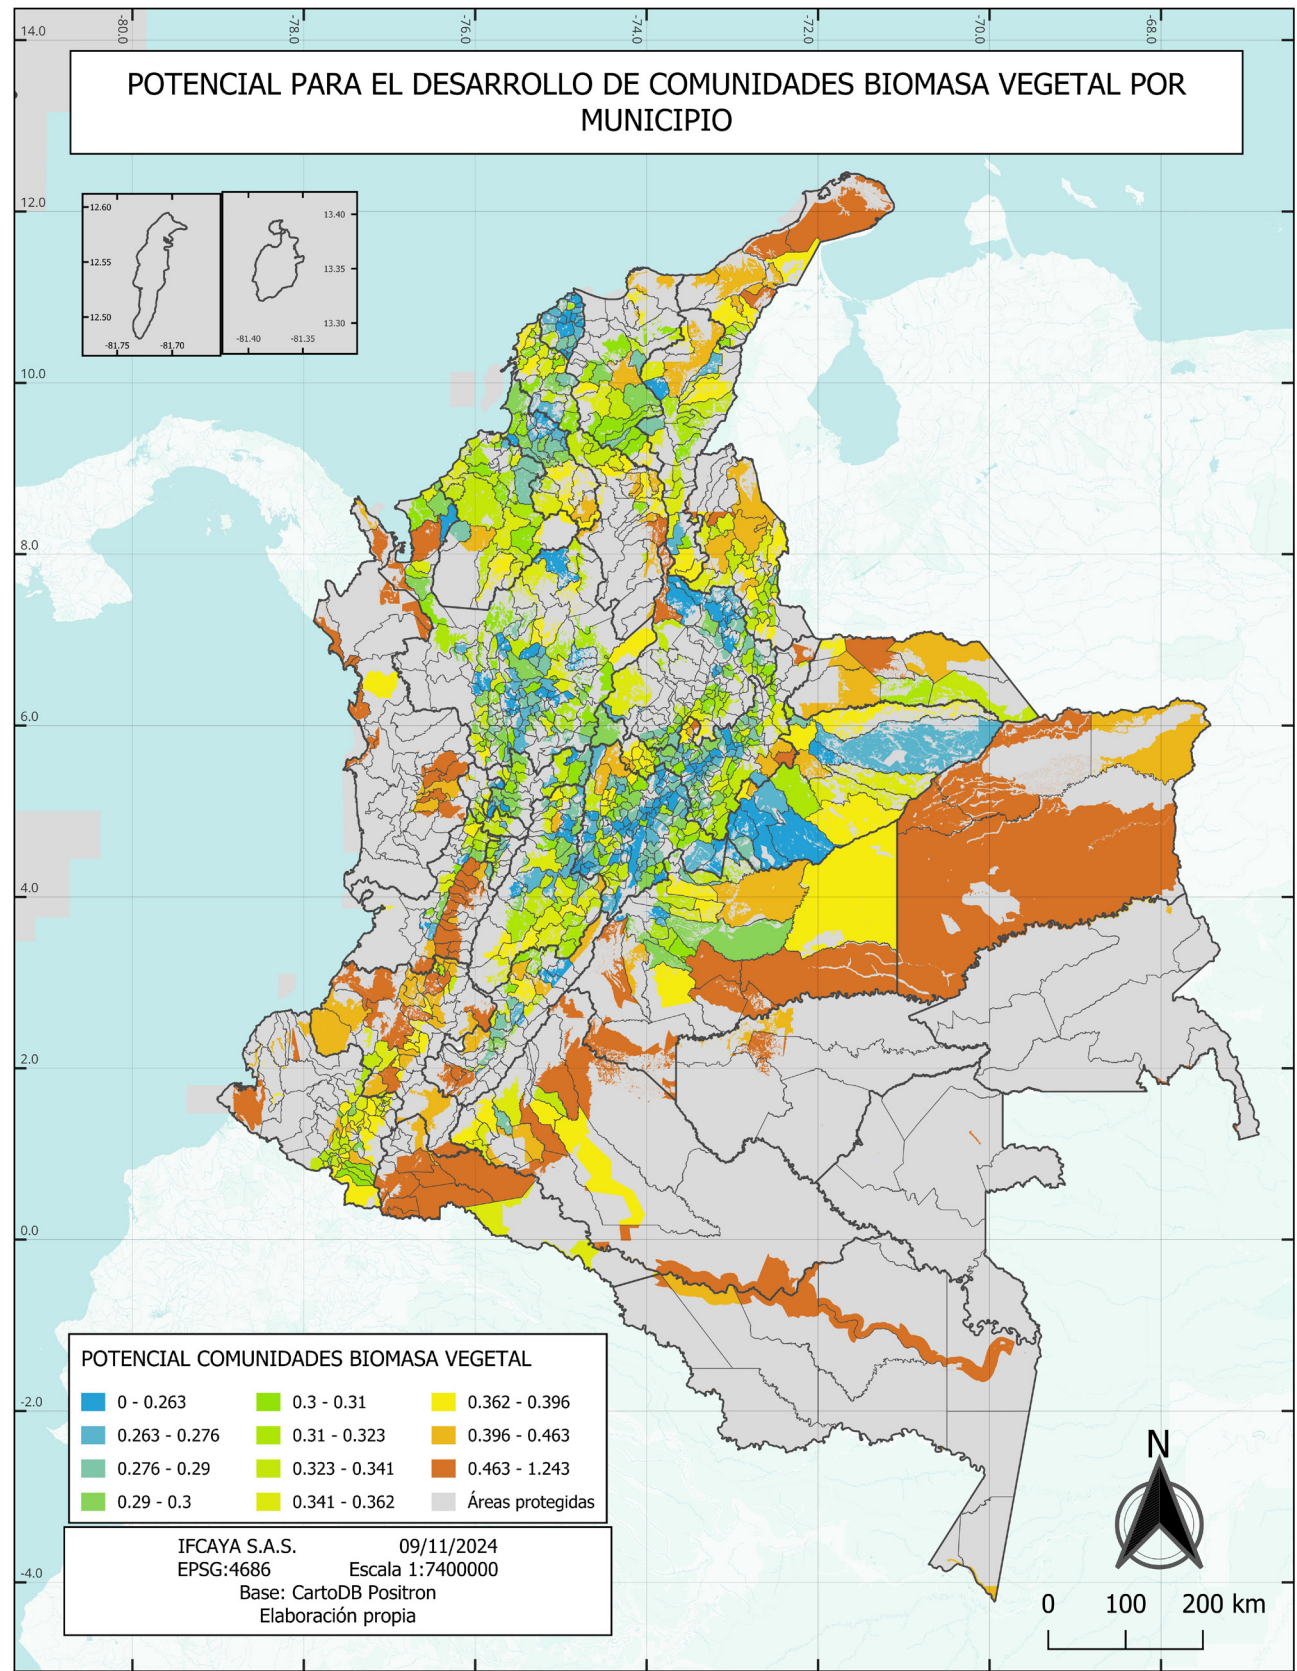 -80.0
-78.0
-76.0
-74.0
-72.0
-70.0
-68.0
14.0
POTENCIAL PARA EL DESARROLLO DE COMUNIDADES BIOMASA VEGETAL POR
MUNICIPIO
12.0
12.60
12.55
12.50
-81.75 -81.70
13.40
13.35
13.30
-81.40 -81.35
10.0
8.0
6.0
4.0
2.0
0.0
-2.0
-4.0
POTENCIAL COMUNIDADES BIOMASA VEGETAL
0 - 0.263
0.263 - 0.276
0.276 - 0.29
0.29 - 0.3
0.3 - 0.31
0.31 - 0.323
0.323 - 0.341
0.341 - 0.362
0.362 - 0.396
0.396 - 0.463
0.463 - 1.243
Áreas protegidas
IFCAYA S.A.S. 09/11/2024
EPSG:4686 Escala 1:7400000
Base: CartoDB Positron
Elaboración propia
N
0 100 200 km